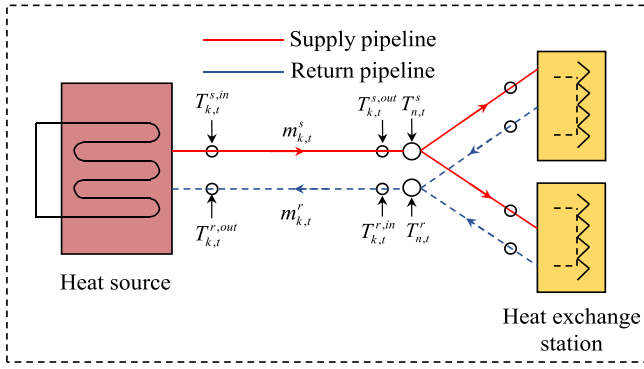 Supply pipeline
Return pipeline
T_{k,t}^{s,in}
T_{k,t}^{s,out}
T_{n,t}^{s}
m_{k,t}^{s}
m_{k,t}^{r}
T_{k,t}^{r,out}
T_{k,t}^{r,in}
T_{n,t}^{r}
Heat source
Heat exchange
station